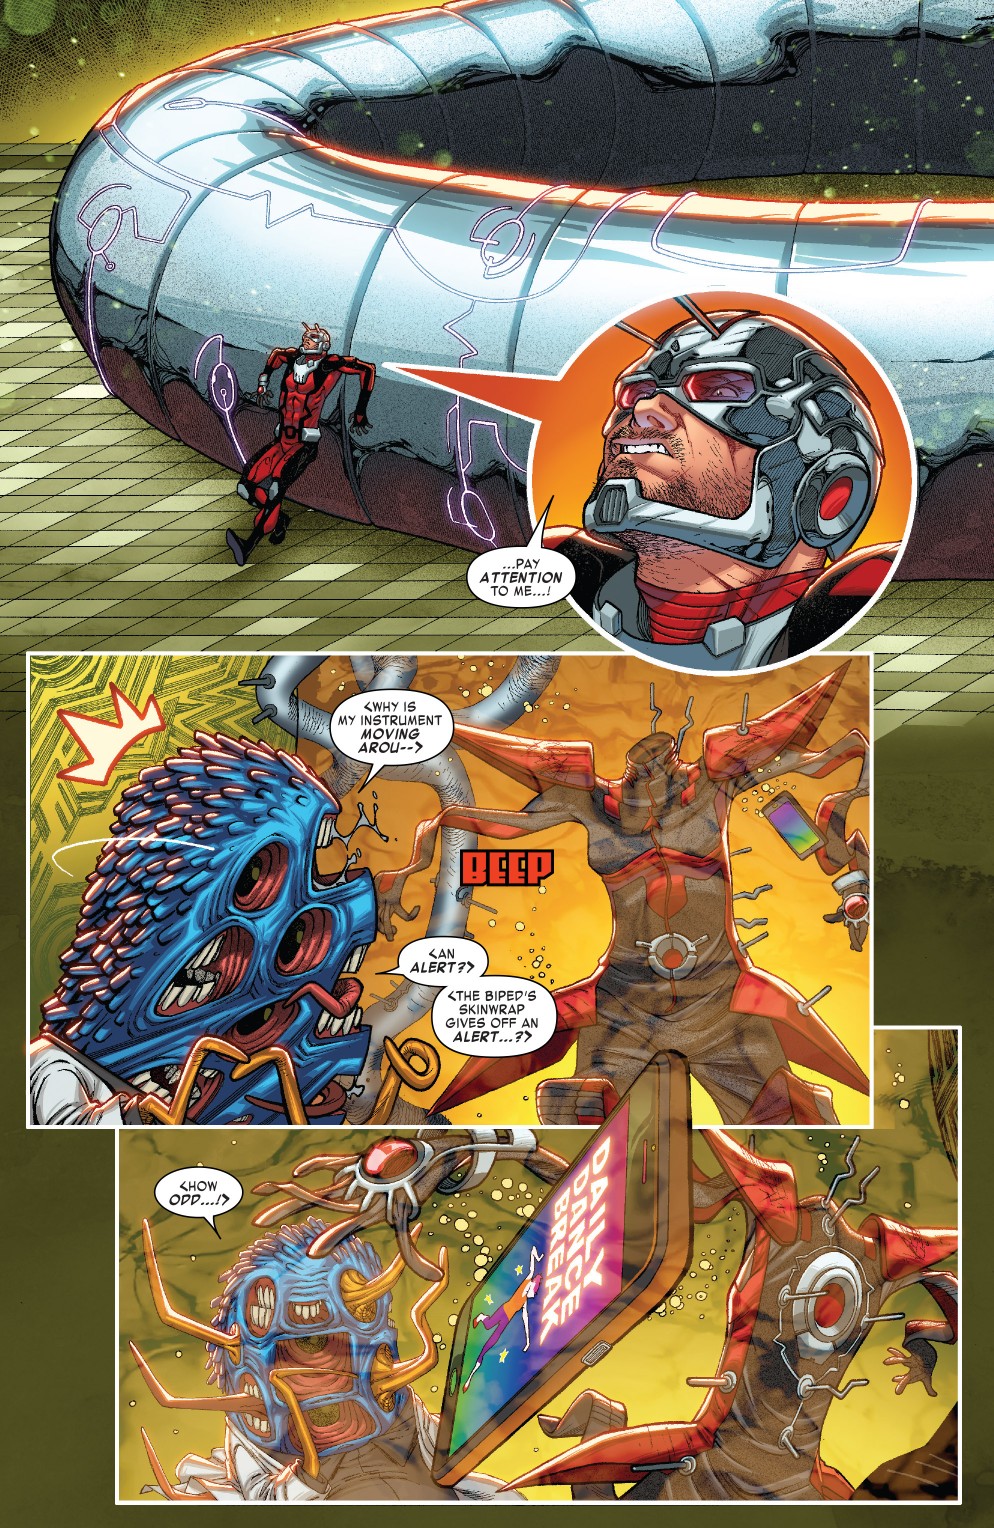 ...PAY
ATTENTION
TO ME...!
<WHY IS
MY INSTRUMENT
MOVING
AROU-->
BEEP
<AN
ALERT?>
<THE BIPED'S
SKINWRAP
GIVES OFF AN
ALERT...?>
<HOW
ODD...!>
DAILY
DANCE
BREAK